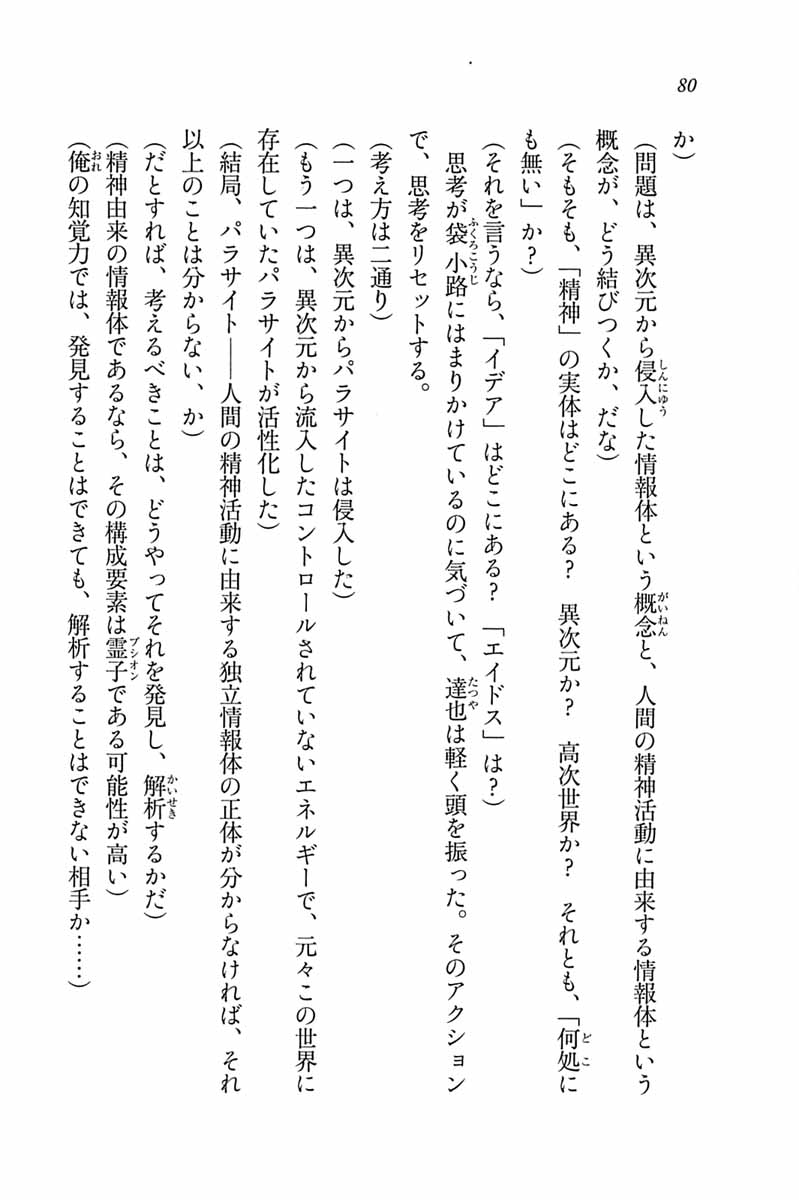 80
か)
(問題は、異次元から侵入した情報体という概念と、人間の精神活動に由来する情報体という
概念が、どう結びつくか、だな)
(そもそも、「精神」の実体はどこにある? 異次元か? 高次世界か? それとも、「何処に
も無い」か?)
(それを言うなら、「イデア」はどこにある? 「エイドス」は?)
思考が袋小路にはまりかけているのに気づいて、達也は軽く頭を振った。そのアクション
で、思考をリセットする。
(考え方は二通り)
(一つは、異次元からパラサイトは侵入した)
(もう一つは、異次元から流入したコントロールされていないエネルギーで、元々この世界に
存在していたパラサイトが活性化した)
(結局、パラサイト――人間の精神活動に由来する独立情報体の正体が分からなければ、それ
以上のことは分からない、か)
(だとすれば、考えるべきことは、どうやってそれを発見し、解析するかだ)
(精神由来の情報体であるなら、その構成要素は霊子である可能性が高い)
(俺の知覚力では、発見することはできても、解析することはできない相手か……)